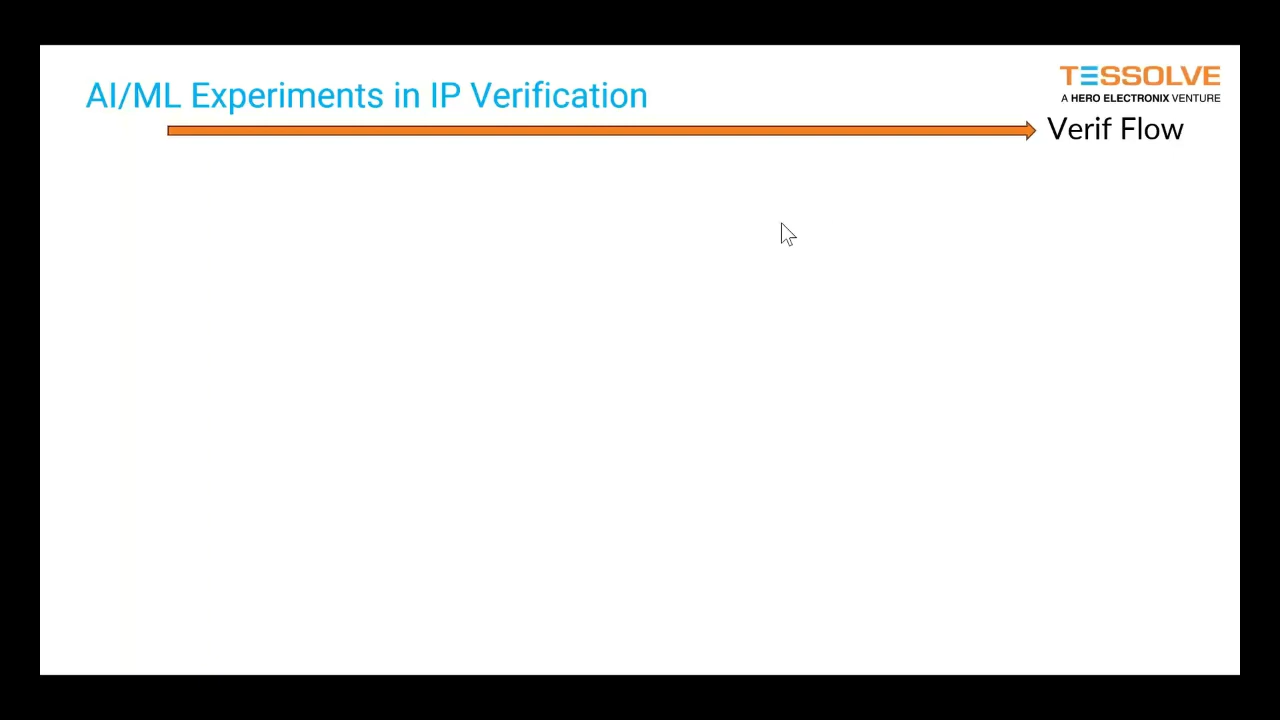 AI/ML Experiments in IP Verification
TESSOLVE
A HERO ELECTRONIX VENTURE
Verif Flow